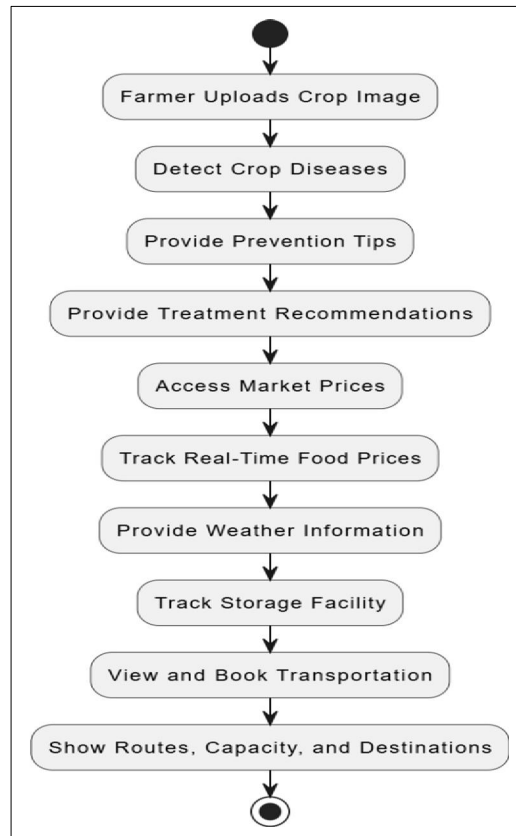 Farmer Uploads Crop Image
Detect Crop Diseases
Provide Prevention Tips
Provide Treatment Recommendations
Access Market Prices
Track Real-Time Food Prices
Provide Weather Information
Track Storage Facility
View and Book Transportation
Show Routes, Capacity, and Destinations